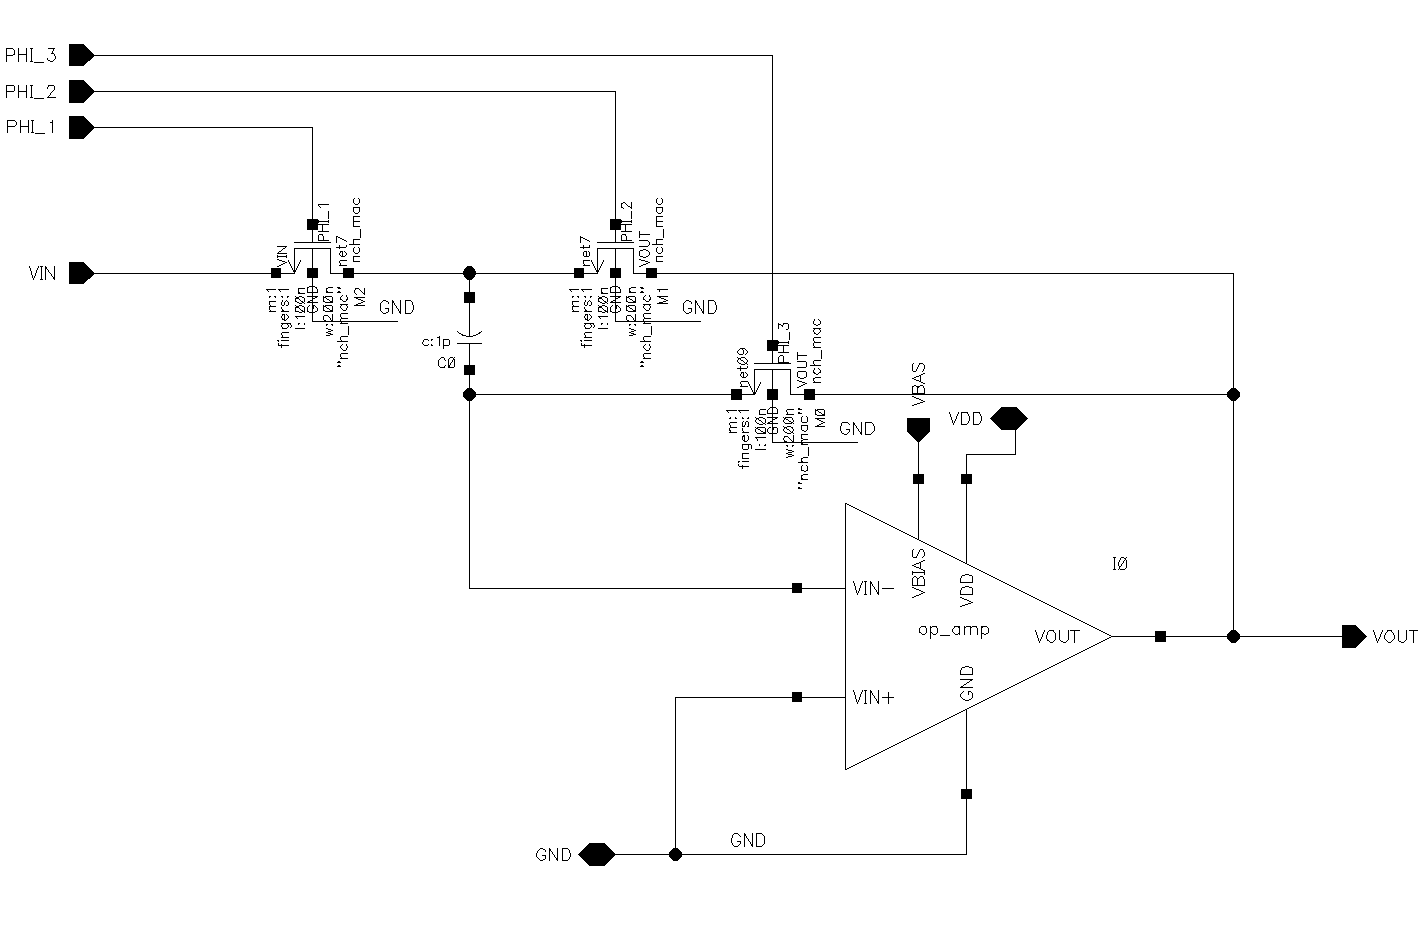 PHI_3
PHI_2
PHI_1
VIN
VIN
PHI_1
net7
nch_mac
m:1
fingers:1
l:100n
GND
w:200n
"nch_mac"
M2
GND
net7
PHI_2
VOUT
nch_mac
m:1
fingers:1
l:100n
GND
w:200n
"nch_mac"
M1
GND
c:1p
C0
net09
PHI_3
VOUT
nch_mac
m:1
fingers:1
l:100n
GND
w:200n
"nch_mac"
M0
GND
VBAS
VDD
I0
VIN-
VBIAS
VDD
op_amp
VOUT
VOUT
VIN+
GND
GND
GND